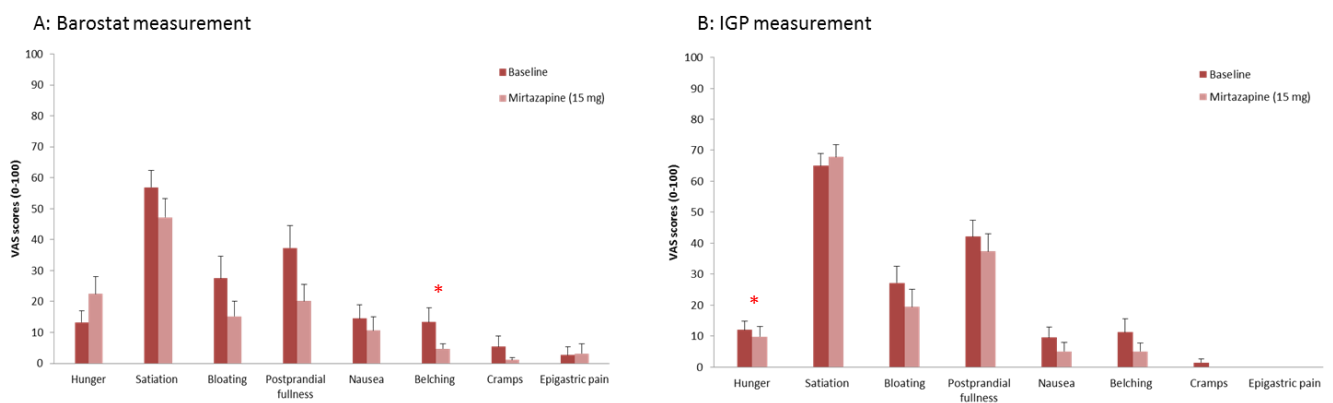 A: Barostat measurement
100
90
80
70
60
50
40
30
20
10
0
VAS scores (0-100)
Baseline
Mirtazapine (15 mg)
*
Hunger
Satiation
Bloating
Postprandial
fullness
Nausea
Belching
Cramps
Epigastric pain
B: IGP measurement
100
90
80
70
60
50
40
30
20
10
0
VAS scores (0-100)
Baseline
Mirtazapine (15 mg)
*
Hunger
Satiation
Bloating
Postprandial
fullness
Nausea
Belching
Cramps
Epigastric pain